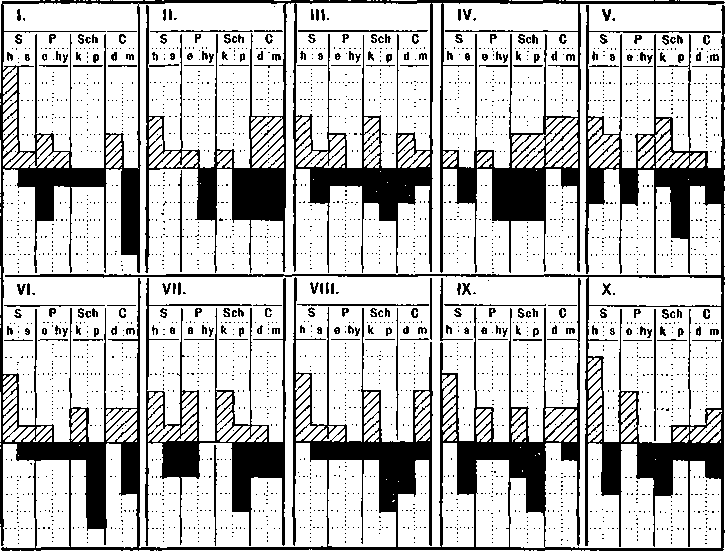 I. II. III. IV. V.
S P Sch C S P Sch C S P Sch C S P Sch C S P Sch C
h s e hy k p d m h s e hy k p d m h s e hy k p d m h s e hy k p d m h s e hy k p d m
VI. VII. VIII. IX. X.
S P Sch C S P Sch C S P Sch C S P Sch C S P Sch C
h s e hy k p d m h s e hy k p d m h s e hy k p d m h s e hy k p d m h s e hy k p d m